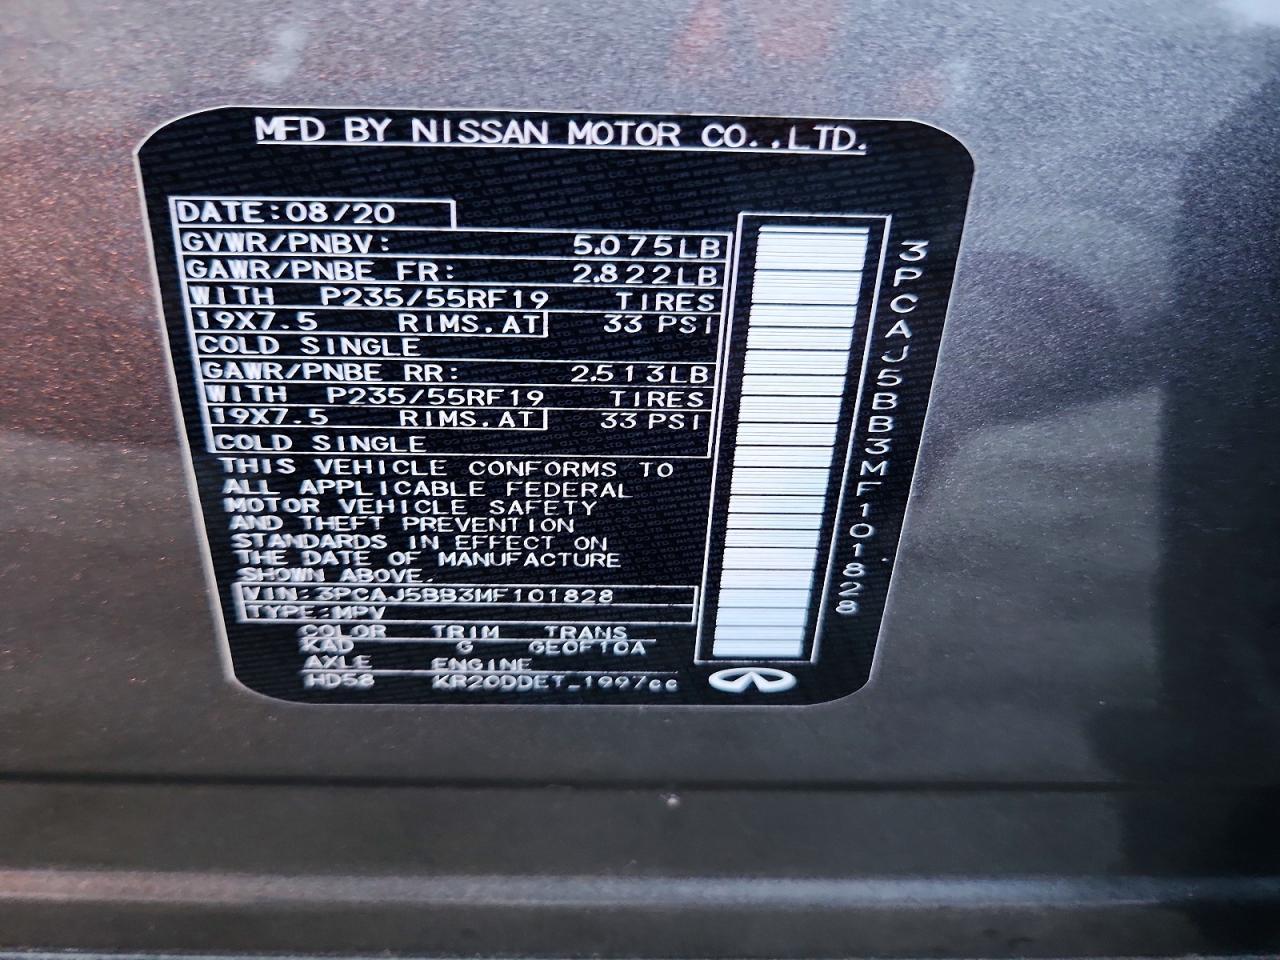 MFD BY NISSAN MOTOR CO.,LTD.
DATE:08/20
GVWR/PNBV: 5.075LB
GAWR/PNBE FR: 2.822LB
WITH P235/55RF19 TIRES
19X7.5 RIMS.AT 33 PSI
COLD SINGLE
GAWR/PNBE RR: 2.513LB
WITH P235/55RF19 TIRES
19X7.5 RIMS.AT 33 PSI
COLD SINGLE
THIS VEHICLE CONFORMS TO
ALL APPLICABLE FEDERAL
MOTOR VEHICLE SAFETY
AND THEFT PREVENTION
STANDARDS IN EFFECT ON
THE DATE OF MANUFACTURE
SHOWN ABOVE.
VIN:3PCAJ5BB3MF101828
TYPE:MPV
COLOR TRIM TRANS
KAD G GEOF10A
AXLE ENGINE
HD58 KR20DDET_1997cc
3PCAJ5BB3MF101828